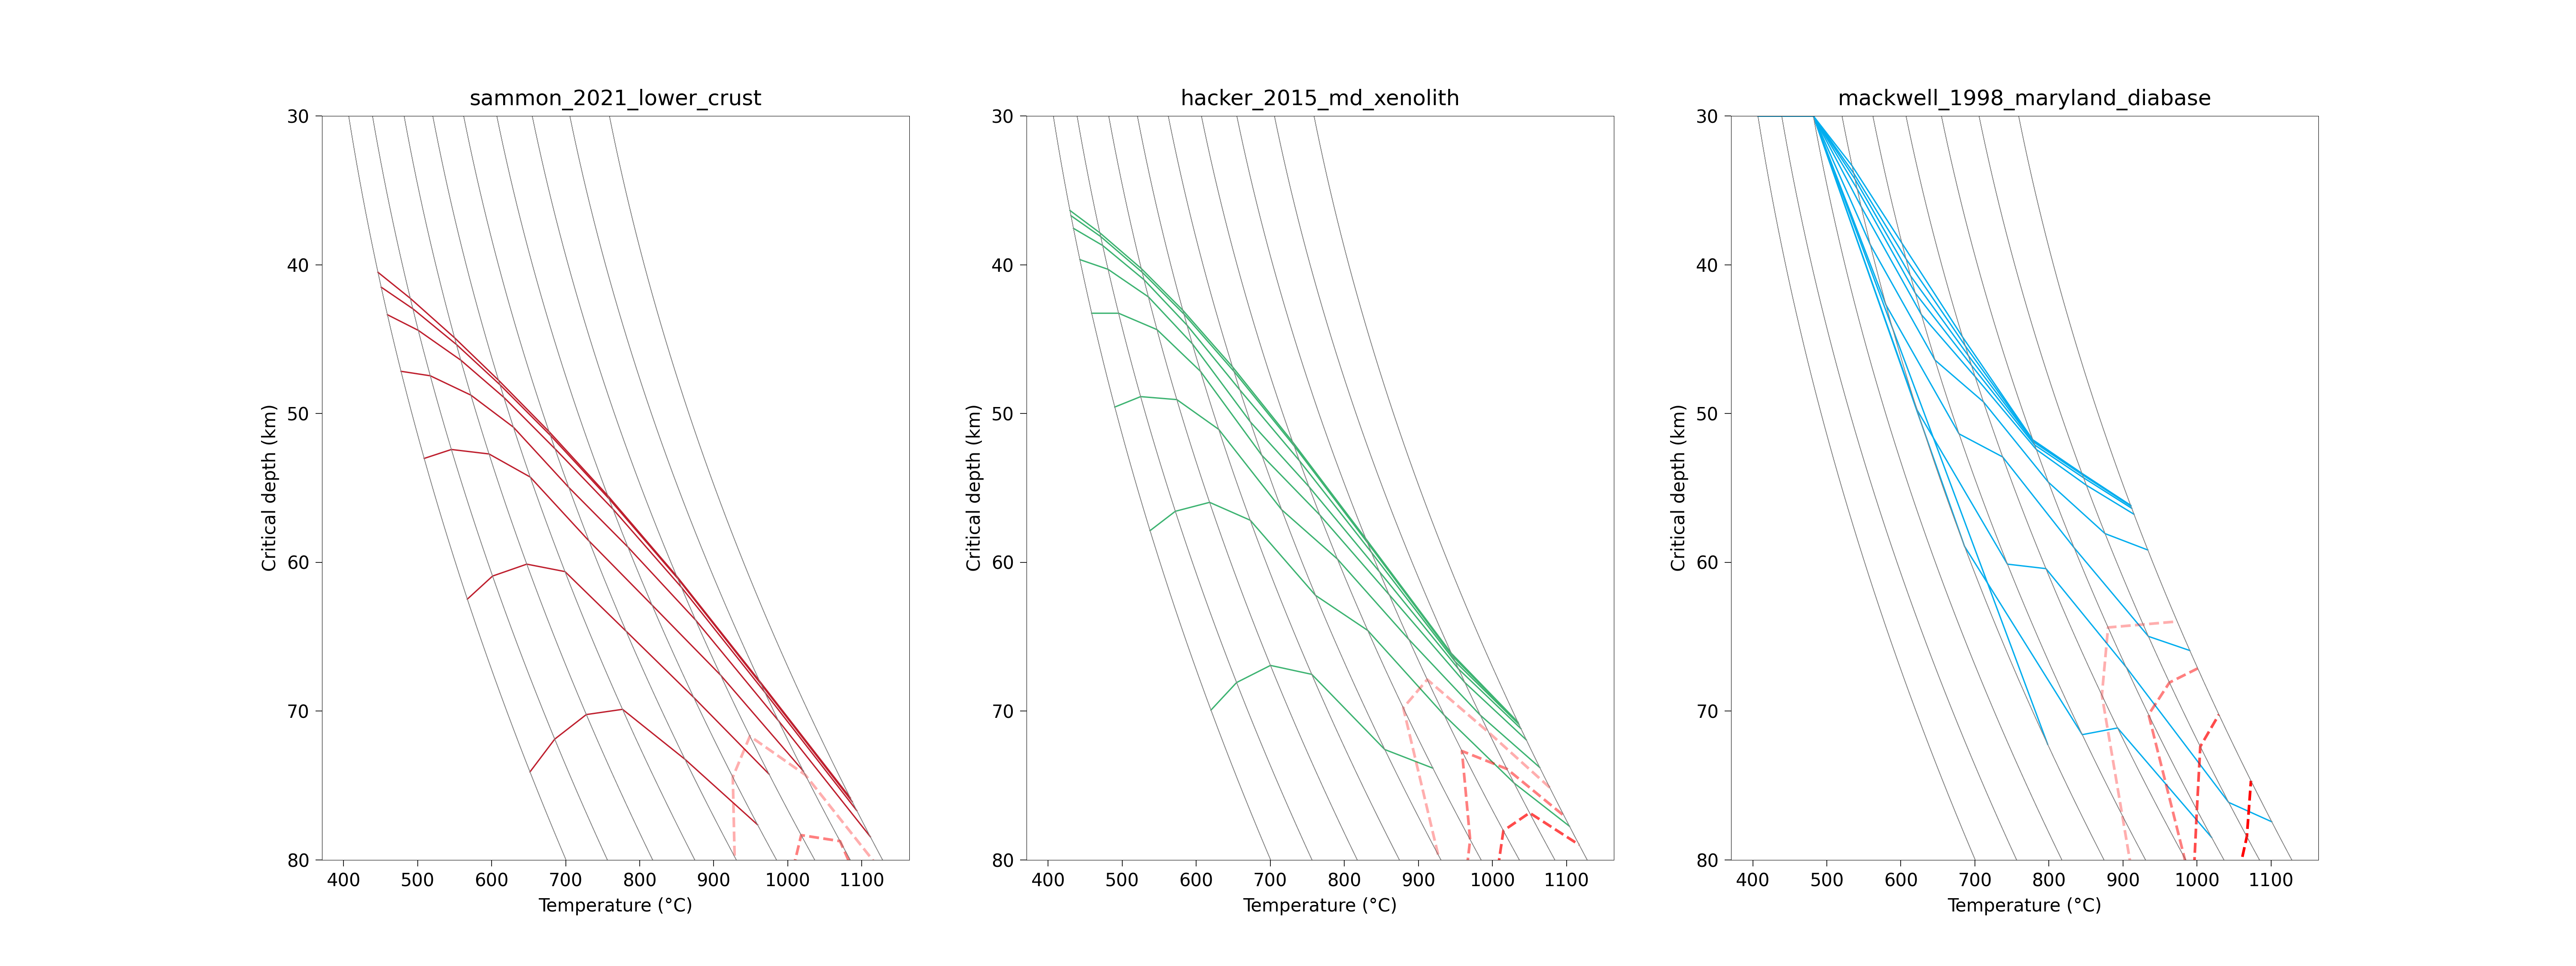 sammon_2021_lower_crust
30
40
50
60
70
80
Critical depth (km)
400 500 600 700 800 900 1000 1100
Temperature (°C)
hacker_2015_md_xenolith
30
40
50
60
70
80
Critical depth (km)
400 500 600 700 800 900 1000 1100
Temperature (°C)
mackwell_1998_maryland_diabase
30
40
50
60
70
80
Critical depth (km)
400 500 600 700 800 900 1000 1100
Temperature (°C)